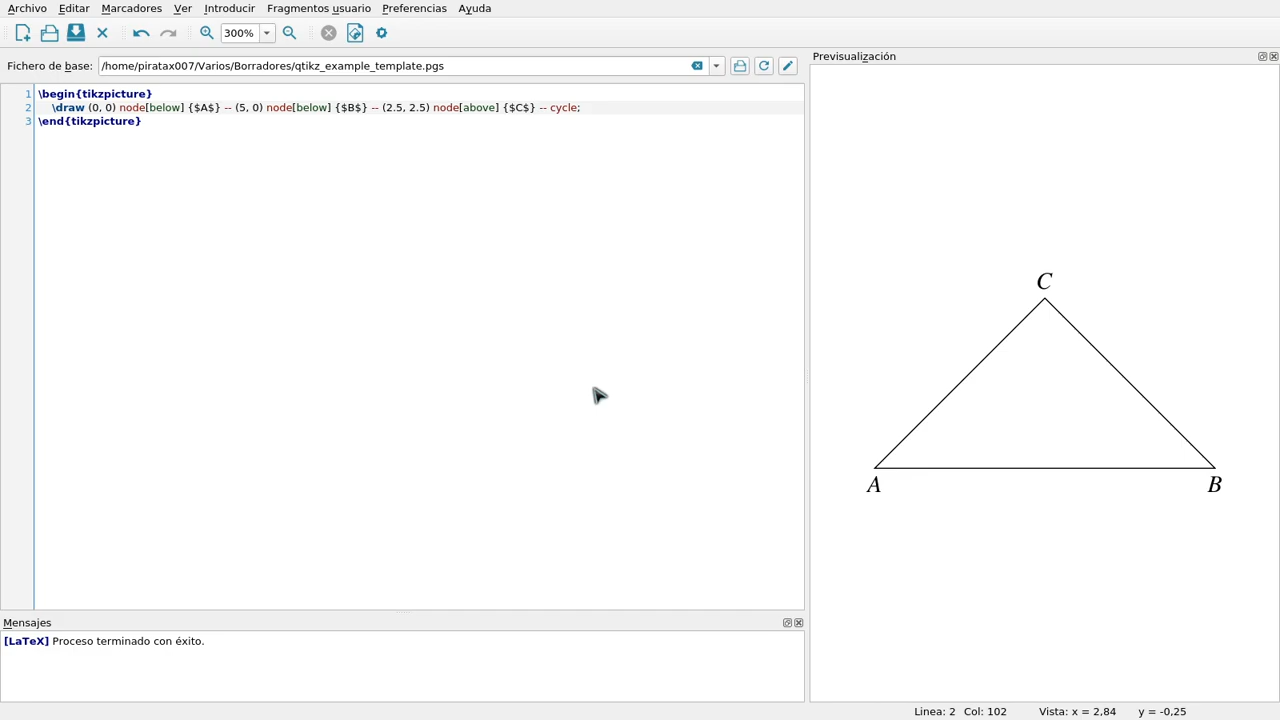 Archivo Editar Marcadores Ver Introducir Fragmentos usuario Preferencias Ayuda
300%
Fichero de base: /home/piratax007/Varios/Borradores/qtikz_example_template.pgs
Previsualización
1 \begin{tikzpicture}
2 \draw (0, 0) node[below] {$A$} -- (5, 0) node[below] {$B$} -- (2.5, 2.5) node[above] {$C$} -- cycle;
3 \end{tikzpicture}
C
A B
Mensajes
[LaTeX] Proceso terminado con éxito.
Linea: 2 Col: 102 Vista: x = 2,84 y = -0,25